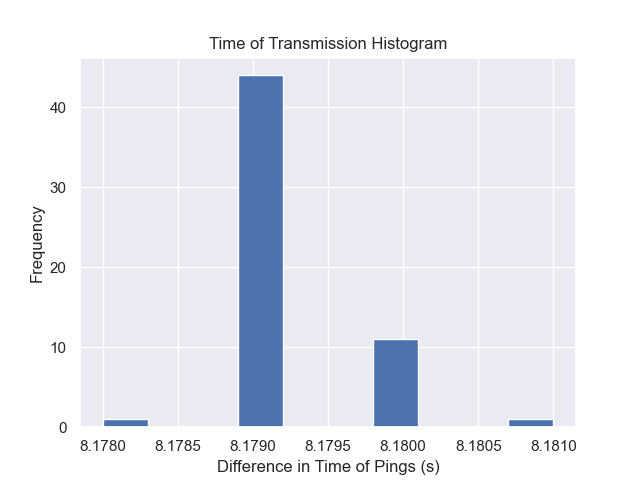 Time of Transmission Histogram
40
30
20
10
0
Frequency
8.1780 8.1785 8.1790 8.1795 8.1800 8.1805 8.1810
Difference in Time of Pings (s)